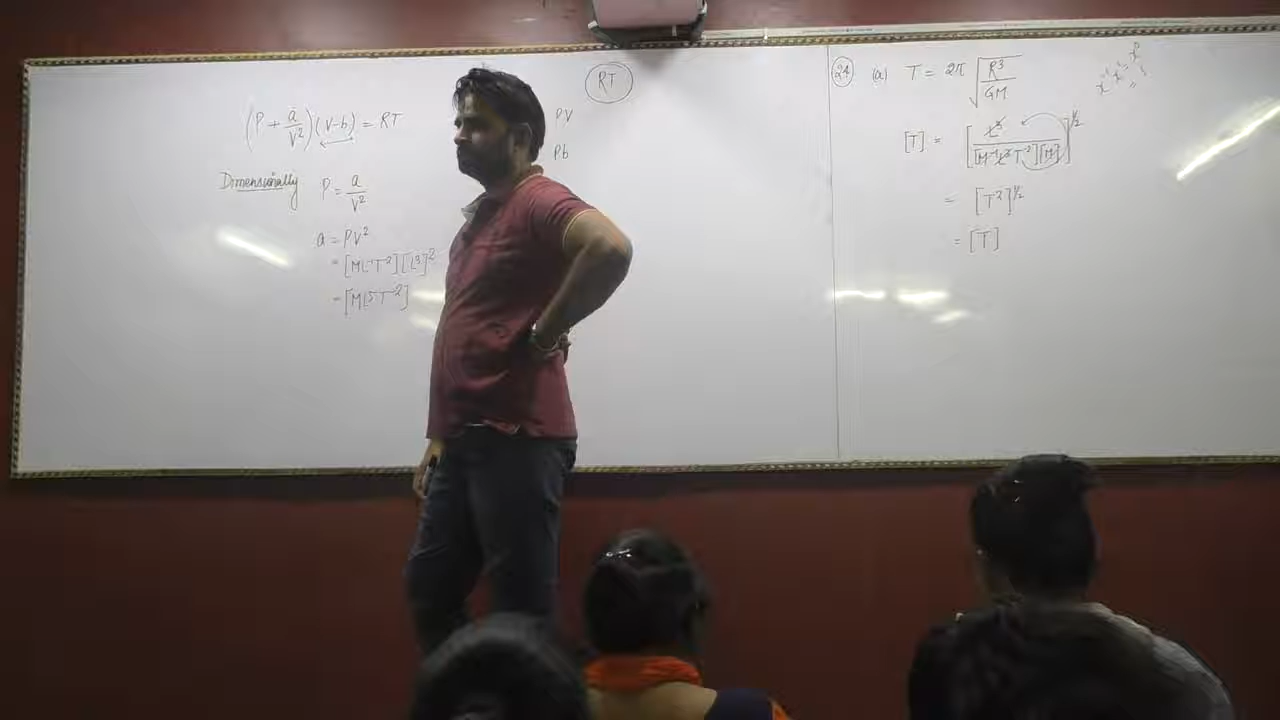 (P + a/V²)(V-b) = RT
Dimensionally P = a/V²
a = PV²
= [ML⁻¹T⁻²][L³]²
= [ML⁵T⁻²]
RT
PV
Pb
24 (a) T = 2π √(R³/GM)
[T] = [L³/[M⁻¹L³T⁻²][M]]^1/2
= [T²]^1/2
= [T]